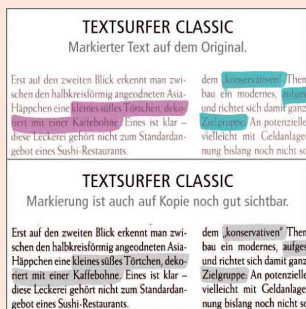 TEXTSURFER CLASSIC
Markierter Text auf dem Original.
Erst auf den zweiten Blick erkennt man zwi-
schen den halbkreisförmig angeodneten Asia-
Häppchen eine kleines süßes Törtchen, deko-
riert mit einer Kaffebohne. Eines ist klar –
diese Leckerei gehört nicht zum Standardan-
gebot eines Sushi-Restaurants.
dem „konservativen“ Them
bau ein modernes, aufges
und richtet sich damit ganz
Zielgruppe. An potenzielle
vielleicht mit Geldanlage
nung bislang noch nicht so
TEXTSURFER CLASSIC
Markierung ist auch auf Kopie noch gut sichtbar.
Erst auf den zweiten Blick erkennt man zwi-
schen den halbkreisförmig angeodneten Asia-
Häppchen eine kleines süßes Törtchen, deko-
riert mit einer Kaffebohne. Eines ist klar –
diese Leckerei gehört nicht zum Standardan-
gebot eines Sushi-Restaurants.
dem „konservativen“ Them
bau ein modernes, aufges
und richtet sich damit ganz
Zielgruppe. An potenzielle
vielleicht mit Geldanlage
nung bislang noch nicht so